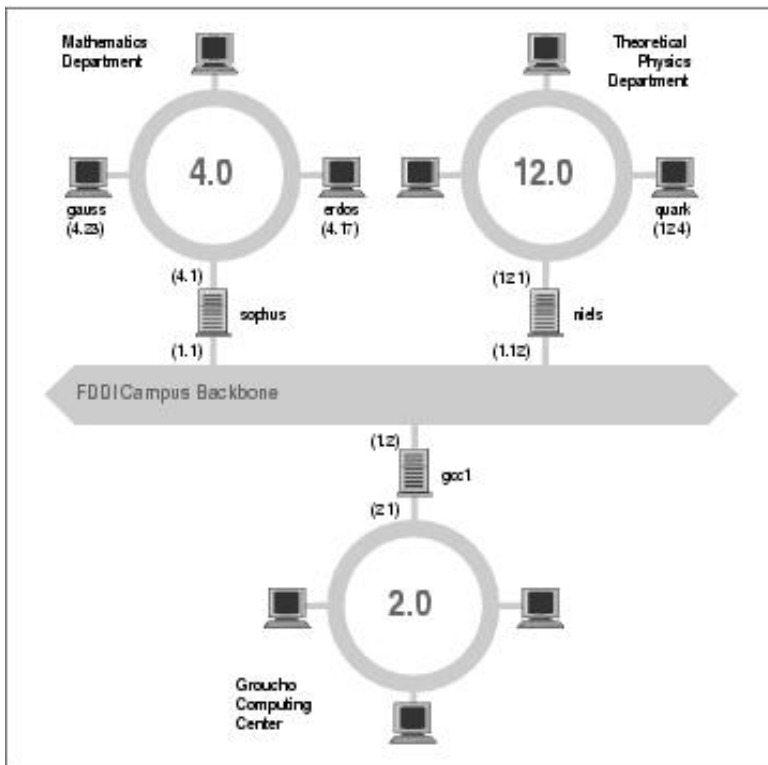 Mathematics
Department
Theoretical
Physics
Department
4.0
12.0
gauss
(4.23)
erdos
(4.17)
quark
(12.4)
(4.1)
(12.1)
sophus
niels
(1.1)
(1.12)
FDDI Campus Backbone
(1.2)
gcc1
(2.1)
2.0
Groucho
Computing
Center